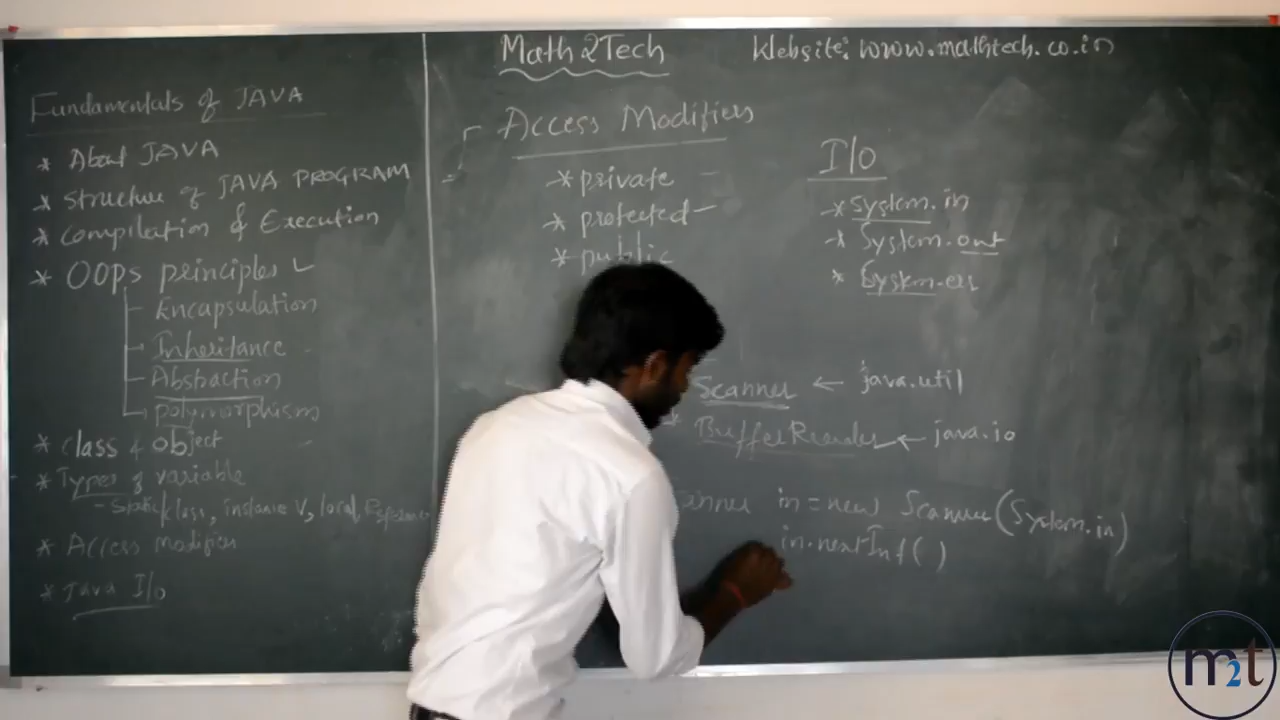 Math2Tech
Website: www.mathtech.co.in
Fundamentals of JAVA
* About JAVA
* Structure of JAVA PROGRAM
* Compilation & Execution
* OOPs principles
- Encapsulation
- Inheritance
- Abstraction
- polymorphism
* Class & object
* Types of variable
- Static/class, instance V, local,
* Access modifiers
* Java I/o
Access Modifiers
* private
* protected
* public
I/o
* System.in
* System.out
* System.err
Scanner ← java.util
* BufferReader ← java.io
in = new Scanner(System.in)
in.nextInt()
m2t